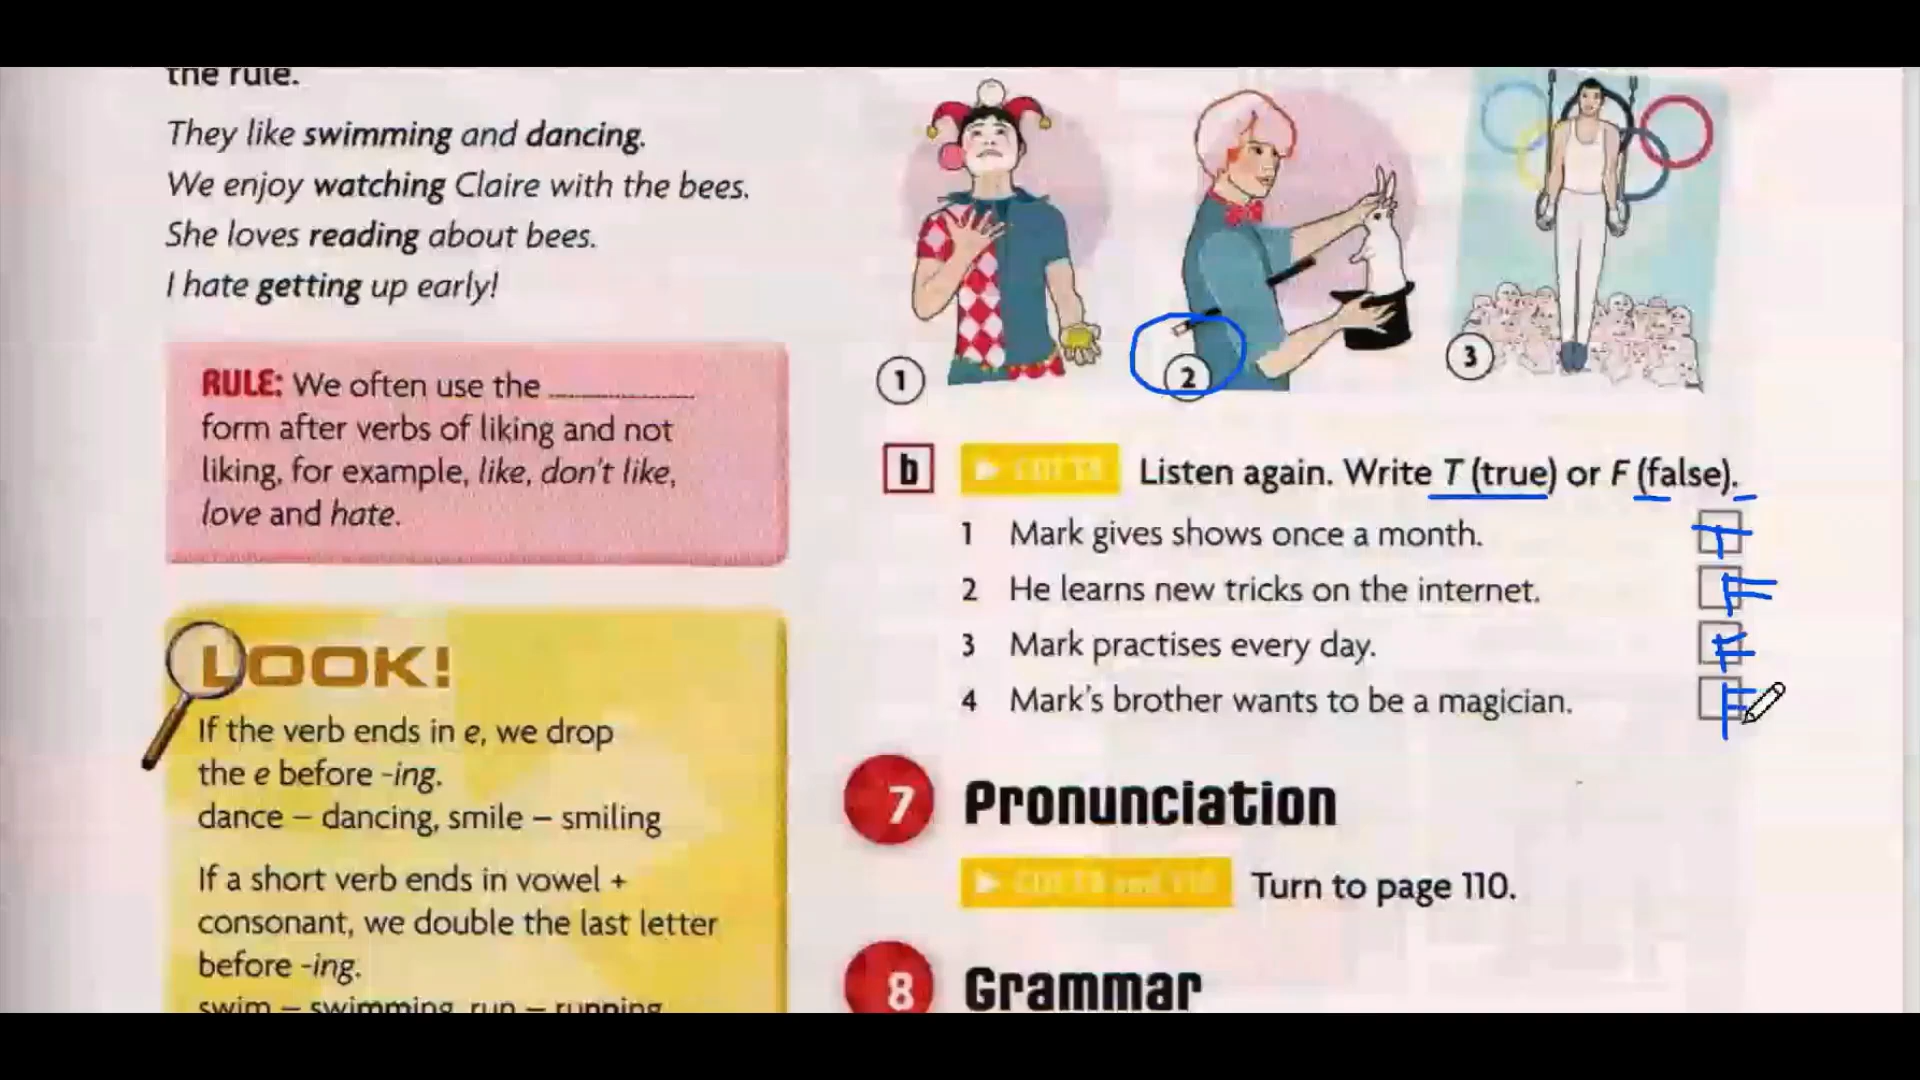 the rule.
They like swimming and dancing.
We enjoy watching Claire with the bees.
She loves reading about bees.
I hate getting up early!
RULE: We often use the ____________
form after verbs of liking and not
liking, for example, like, don't like,
love and hate.
LOOK!
If the verb ends in e, we drop
the e before -ing.
dance – dancing, smile – smiling
If a short verb ends in vowel +
consonant, we double the last letter
before -ing.
swim – swimming, run – running
1
2
3
b Listen again. Write T (true) or F (false).
1 Mark gives shows once a month. T
2 He learns new tricks on the internet. F
3 Mark practises every day. F
4 Mark's brother wants to be a magician. F
7 Pronunciation
Turn to page 110.
8 Grammar